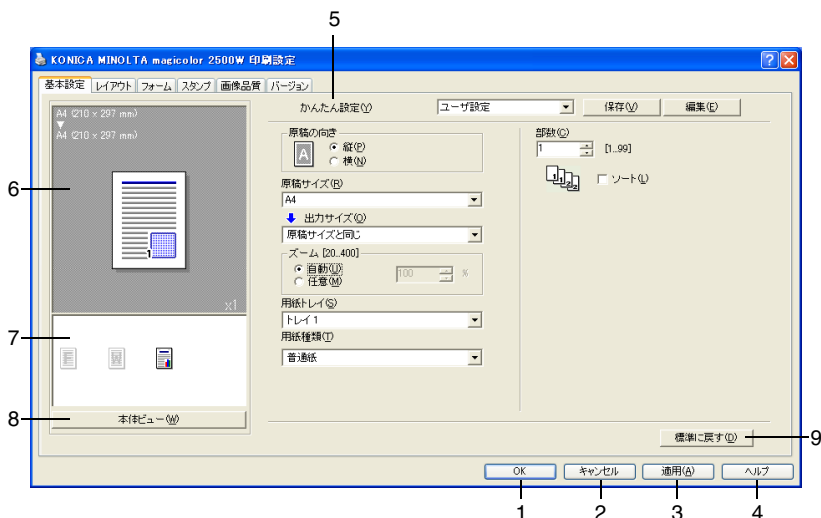 5
KONICA MINOLTA magicolor 2500W 印刷設定
基本設定 レイアウト フォーム スタンプ 画像品質 バージョン
A4 (210 x 297 mm)
A4 (210 x 297 mm)
x1
かんたん設定(Y) ユーザ設定 保存(V) 編集(E)
原稿の向き
縦(P)
横(N)
原稿サイズ(R)
A4
出力サイズ(O)
原稿サイズと同じ
ズーム [20..400]
自動(U)
任意(M)
100 %
用紙トレイ(S)
トレイ 1
用紙種類(T)
普通紙
部数(C)
1 [1..99]
ソート(L)
6
7
8
本体ビュー(W)
標準に戻す(D)
9
OK キャンセル 適用(A) ヘルプ
1 2 3 4